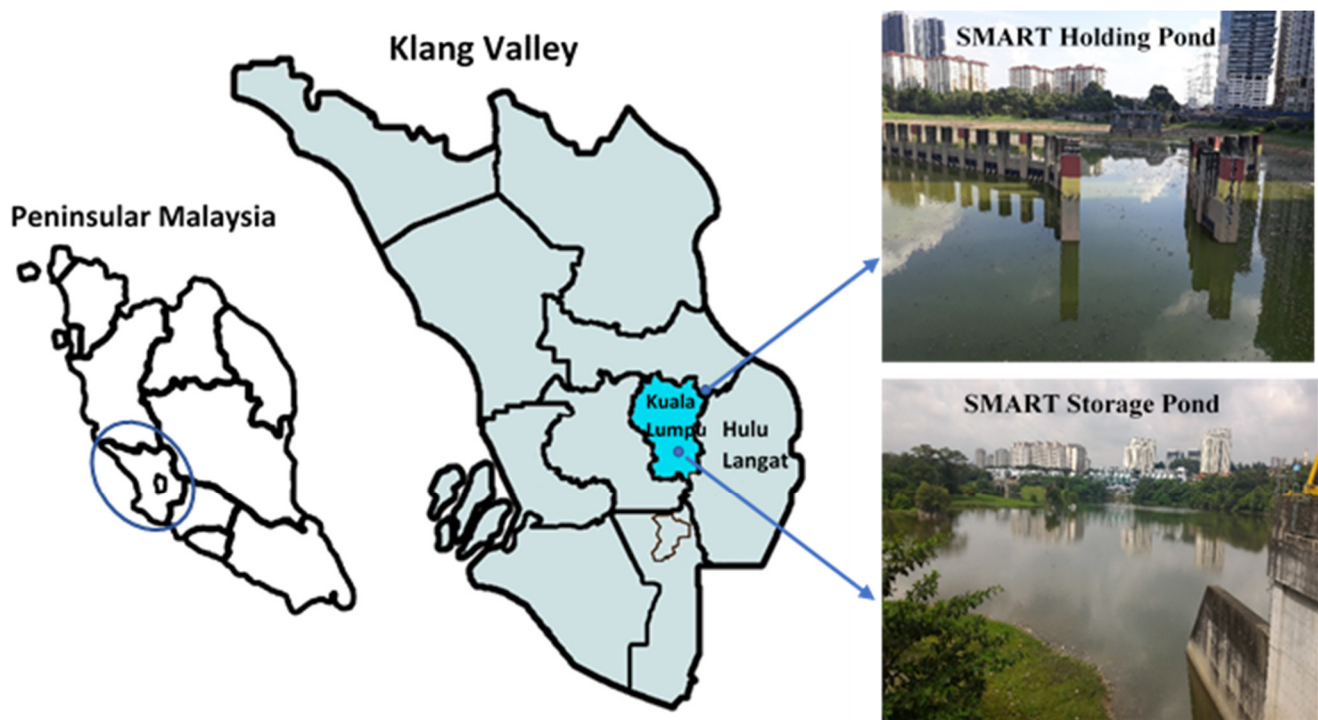 Peninsular Malaysia
Klang Valley
Kuala
Lumpu
Hulu
Langat
SMART Holding Pond
SMART Storage Pond